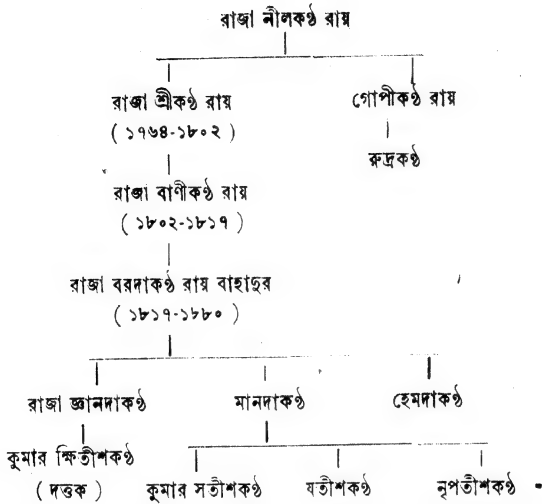 রাজা নীলকণ্ঠ রায়
রাজা শ্রীকণ্ঠ রায় গোপীকণ্ঠ রায়
( ১৭৬৪-১৮০২ )
রুদ্রকণ্ঠ
রাজা বাণীকণ্ঠ রায়
( ১৮০২-১৮১৭ )
রাজা বরদাকণ্ঠ রায় বাহাদুর
( ১৮১৭-১৮৮০ )
রাজা জ্ঞানদাকণ্ঠ মানদাকণ্ঠ হেমদাকণ্ঠ
কুমার ক্ষিতীশকণ্ঠ
( দত্তক ) কুমার সতীশকণ্ঠ যতীশকণ্ঠ নৃপতীশকণ্ঠ